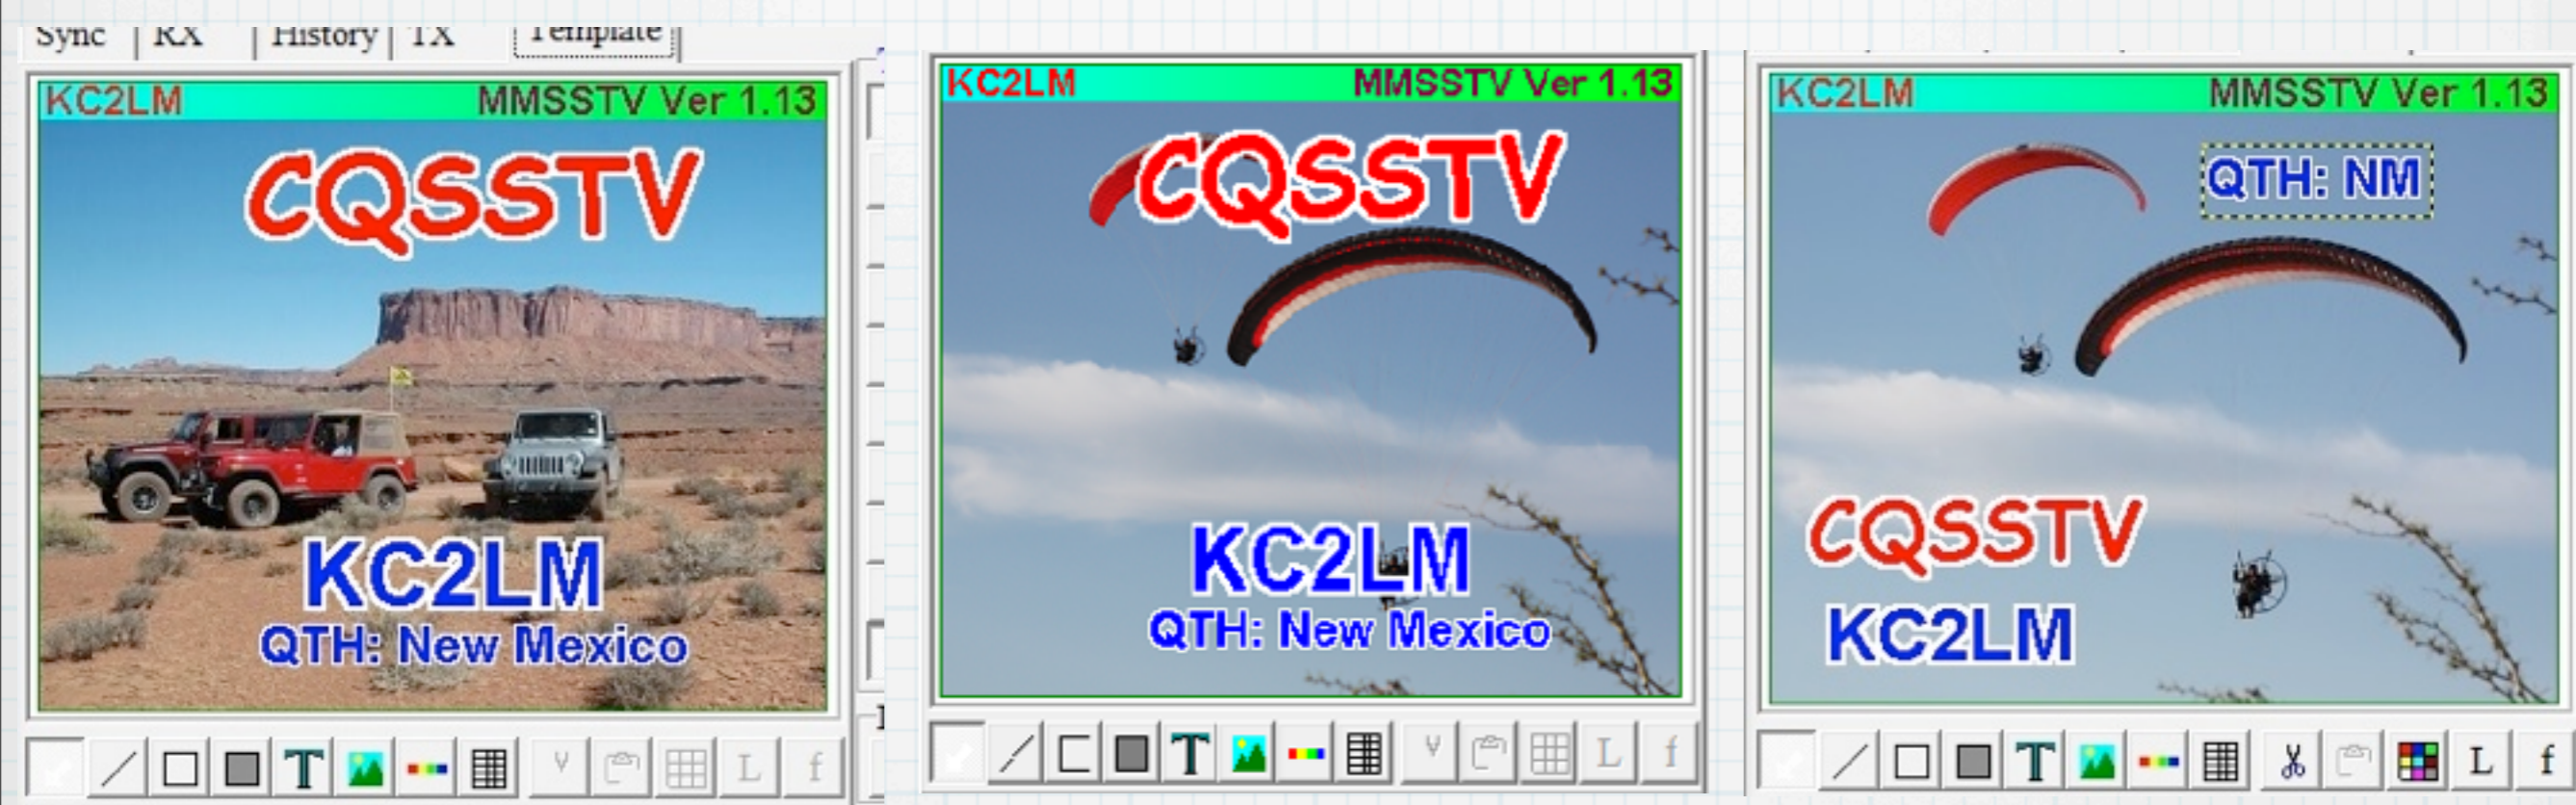 Sync RX History TX Template
KC2LM MMSSTV Ver 1.13
CQSSTV
KC2LM
QTH: New Mexico
T L f
KC2LM MMSSTV Ver 1.13
CQSSTV
KC2LM
QTH: New Mexico
T L f
KC2LM MMSSTV Ver 1.13
QTH: NM
CQSSTV
KC2LM
T L f